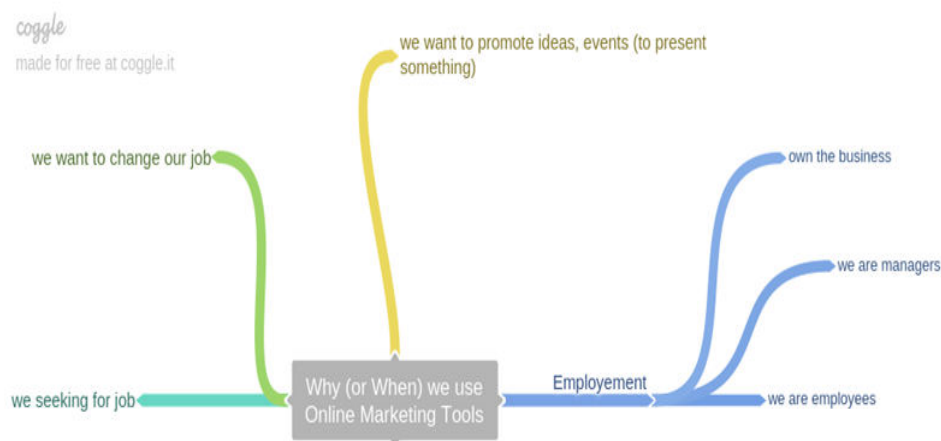 coggle
made for free at coggle.it
we want to promote ideas, events (to present
something)
we want to change our job
own the business
we are managers
Employement
we are employees
Why (or When) we use
Online Marketing Tools
we seeking for job